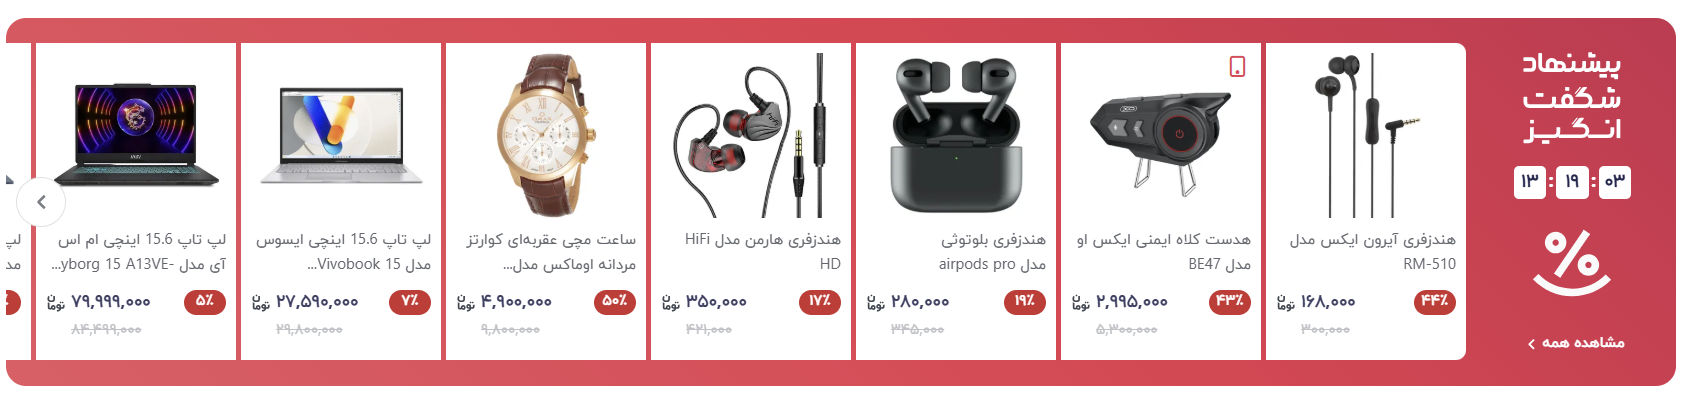 پیشنهاد
شگفت
انگیز
۰۳ : ۱۹ : ۱۳
مشاهده همه
هندزفری آیرون ایکس مدل
RM-510
۴۴٪
۱۶۸,۰۰۰ تومان
۳۰۰,۰۰۰
هدست کلاه ایمنی ایکس او
مدل BE47
۴۳٪
۲,۹۹۵,۰۰۰ تومان
۵,۳۰۰,۰۰۰
هندزفری بلوتوثی
مدل airpods pro
۱۹٪
۲۸۰,۰۰۰ تومان
۳۴۵,۰۰۰
هندزفری هارمن مدل HiFi
HD
۱۷٪
۳۵۰,۰۰۰ تومان
۴۲۱,۰۰۰
ساعت مچی عقربه‌ای کوارتز
مردانه اوماکس مدل...
۵۰٪
۴,۹۰۰,۰۰۰ تومان
۹,۸۰۰,۰۰۰
لپ تاپ 15.6 اینچی ایسوس
مدل Vivobook 15...
۷٪
۲۷,۵۹۰,۰۰۰ تومان
۲۹,۸۰۰,۰۰۰
لپ تاپ 15.6 اینچی ام اس
آی مدل yborg 15 A13VE-...
۵٪
۷۹,۹۹۹,۰۰۰ تومان
۸۴,۴۹۹,۰۰۰
لپ
مد